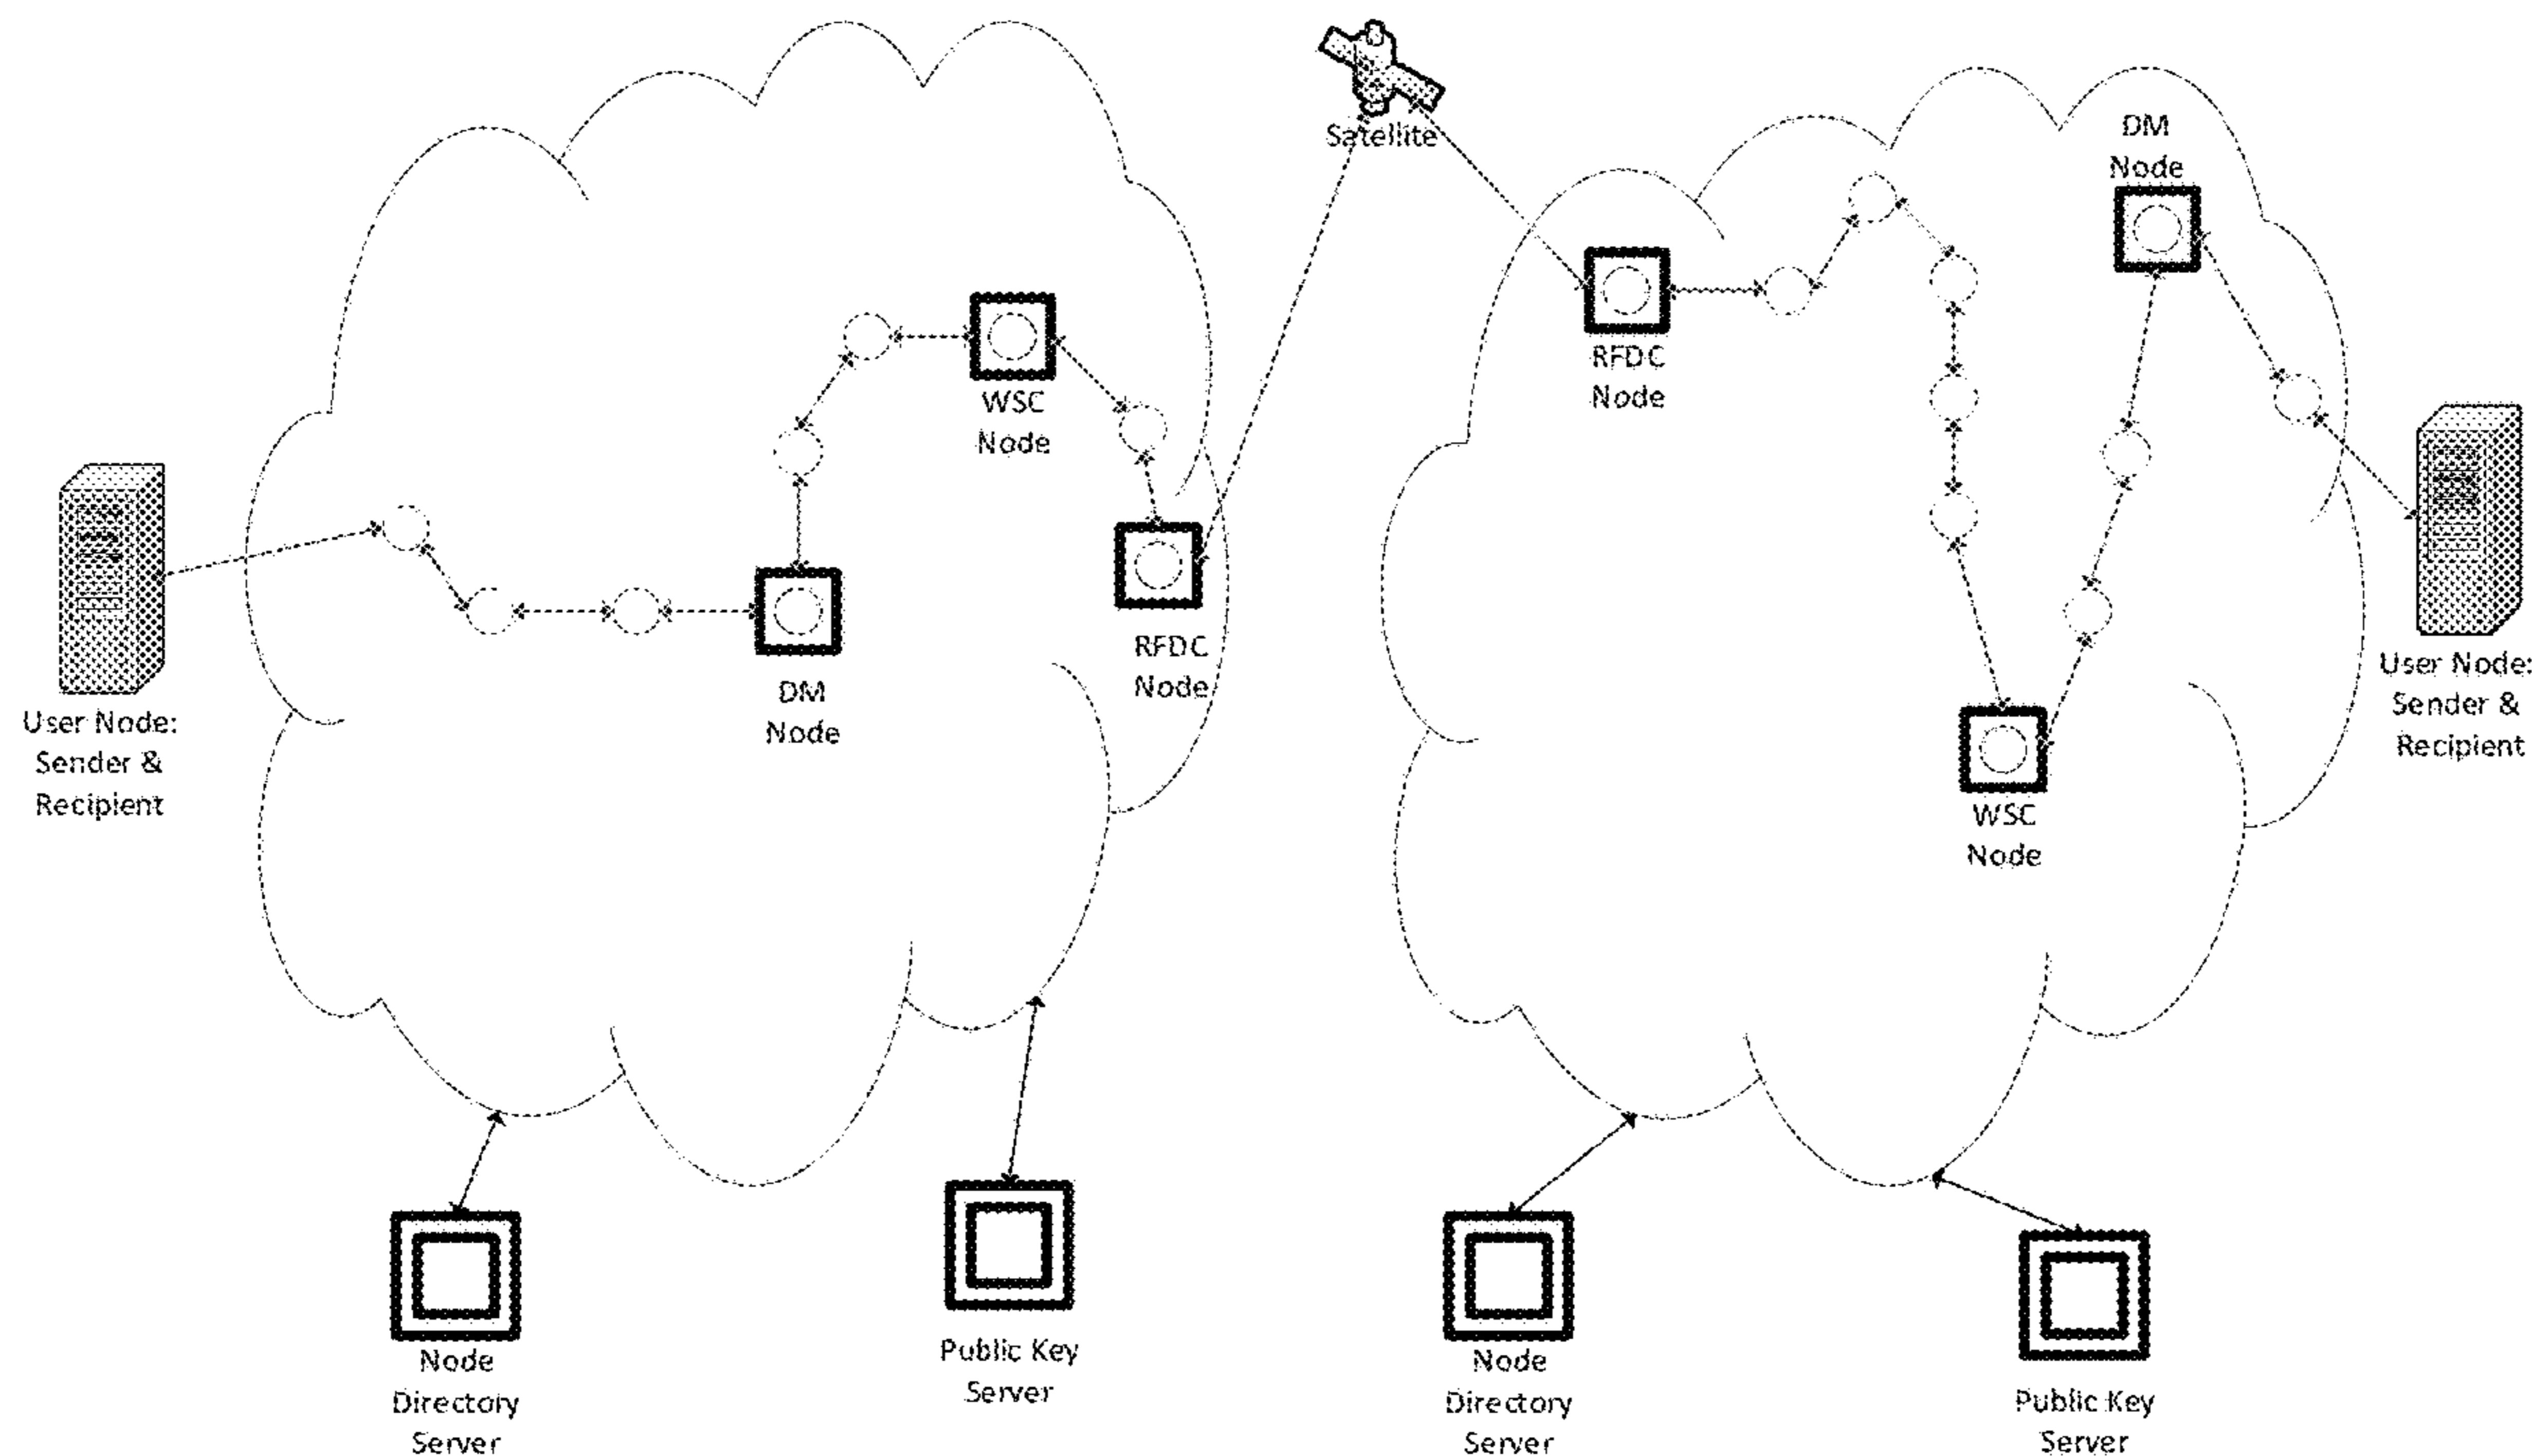 Satellite
DM
Node
RFDC
Node
WSC
Node
User Node:
Sender &
Recipient
DM
Node
RFDC
Node
User Node:
Sender &
Recipient
WSC
Node
Node
Directory
Server
Public Key
Server
Node
Directory
Server
Public Key
Server